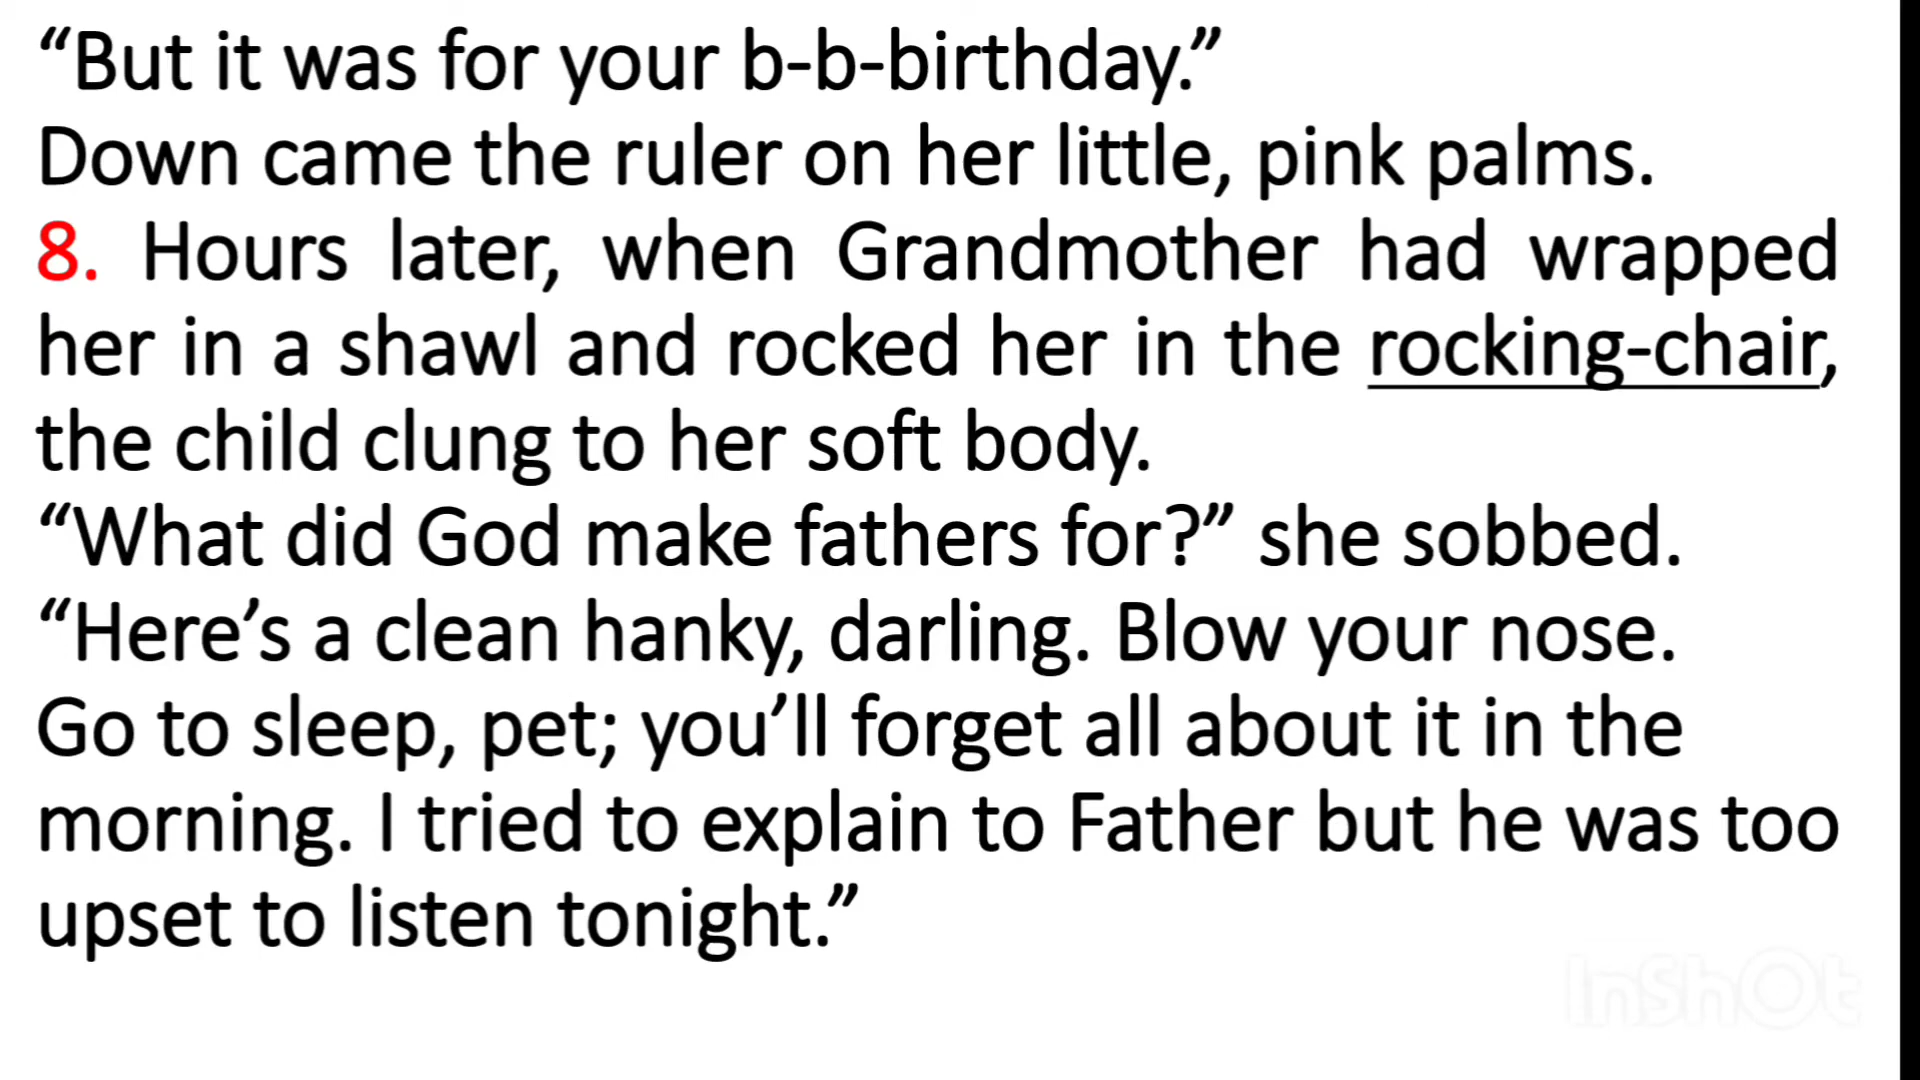 “But it was for your b-b-birthday.”
Down came the ruler on her little, pink palms.
8. Hours later, when Grandmother had wrapped
her in a shawl and rocked her in the rocking-chair,
the child clung to her soft body.
“What did God make fathers for?” she sobbed.
“Here’s a clean hanky, darling. Blow your nose.
Go to sleep, pet; you’ll forget all about it in the
morning. I tried to explain to Father but he was too
upset to listen tonight.”
InShOt